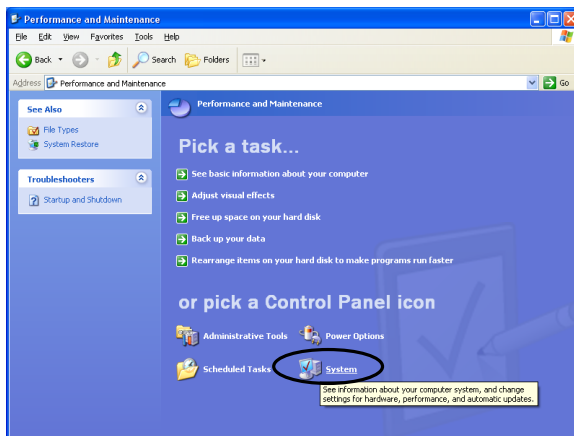 Performance and Maintenance
File Edit View Favorites Tools Help
Back Search Folders
Address Performance and Maintenance Go
See Also
File Types
System Restore
Troubleshooters
Startup and Shutdown
Performance and Maintenance
Pick a task...
See basic information about your computer
Adjust visual effects
Free up space on your hard disk
Back up your data
Rearrange items on your hard disk to make programs run faster
or pick a Control Panel icon
Administrative Tools Power Options
Scheduled Tasks System
See information about your computer system, and change
settings for hardware, performance, and automatic updates.